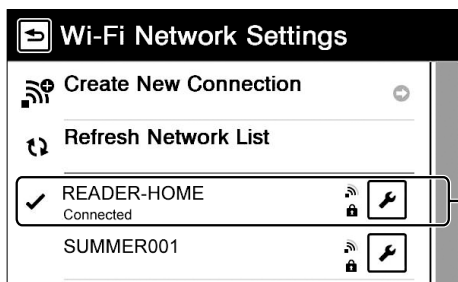 Wi-Fi Network Settings
Create New Connection
Refresh Network List
READER-HOME
Connected
SUMMER001